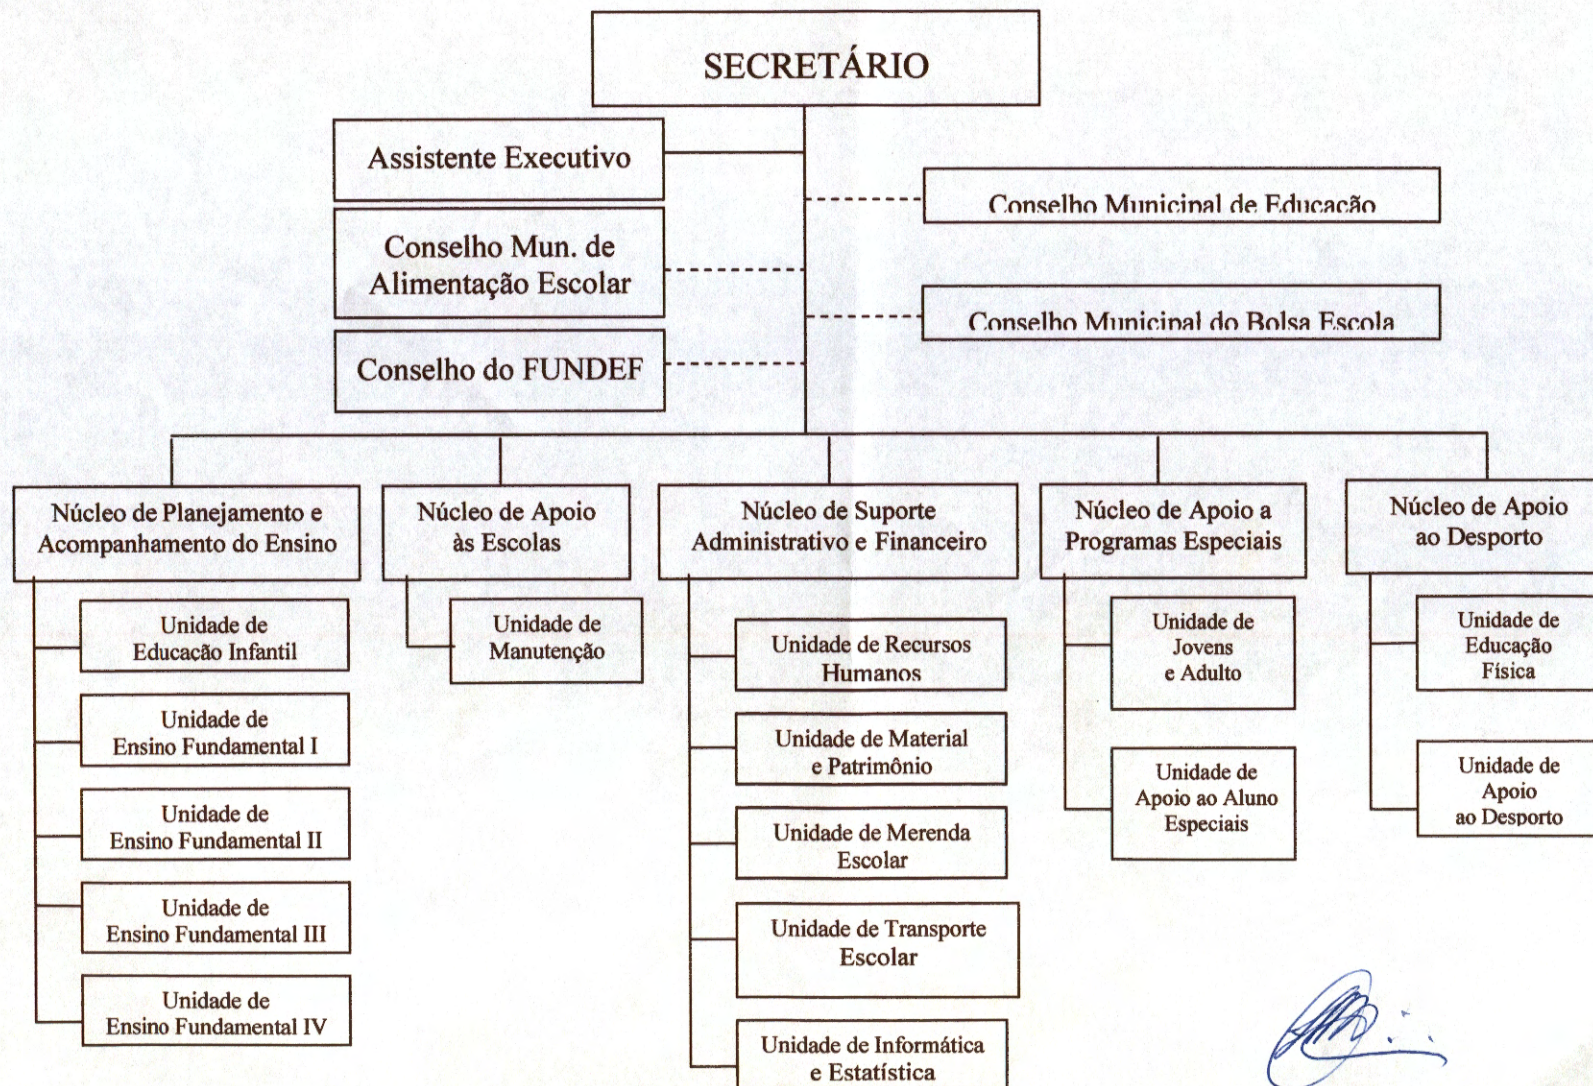 SECRETÁRIO
Assistente Executivo
Conselho Municipal de Educação
Conselho Mun. de
Alimentação Escolar
Conselho Municipal do Bolsa Escola
Conselho do FUNDEF
Núcleo de Planejamento e
Acompanhamento do Ensino
Núcleo de Apoio
às Escolas
Núcleo de Suporte
Administrativo e Financeiro
Núcleo de Apoio a
Programas Especiais
Núcleo de Apoio
ao Desporto
Unidade de
Educação Infantil
Unidade de
Ensino Fundamental I
Unidade de
Ensino Fundamental II
Unidade de
Ensino Fundamental III
Unidade de
Ensino Fundamental IV
Unidade de
Manutenção
Unidade de Recursos
Humanos
Unidade de Material
e Patrimônio
Unidade de Merenda
Escolar
Unidade de Transporte
Escolar
Unidade de Informática
e Estatística
Unidade de
Jovens
e Adulto
Unidade de
Apoio ao Aluno
Especiais
Unidade de
Educação
Física
Unidade de
Apoio
ao Desporto